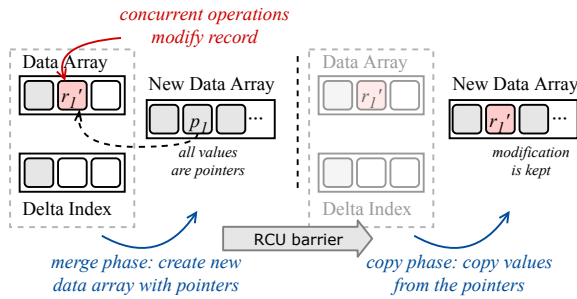 concurrent operations
modify record
Data Array
r1'
New Data Array
p1
...
all values
are pointers
Delta Index
merge phase: create new
data array with pointers
RCU barrier
Data Array
r1'
Delta Index
New Data Array
r1'
...
modification
is kept
copy phase: copy values
from the pointers